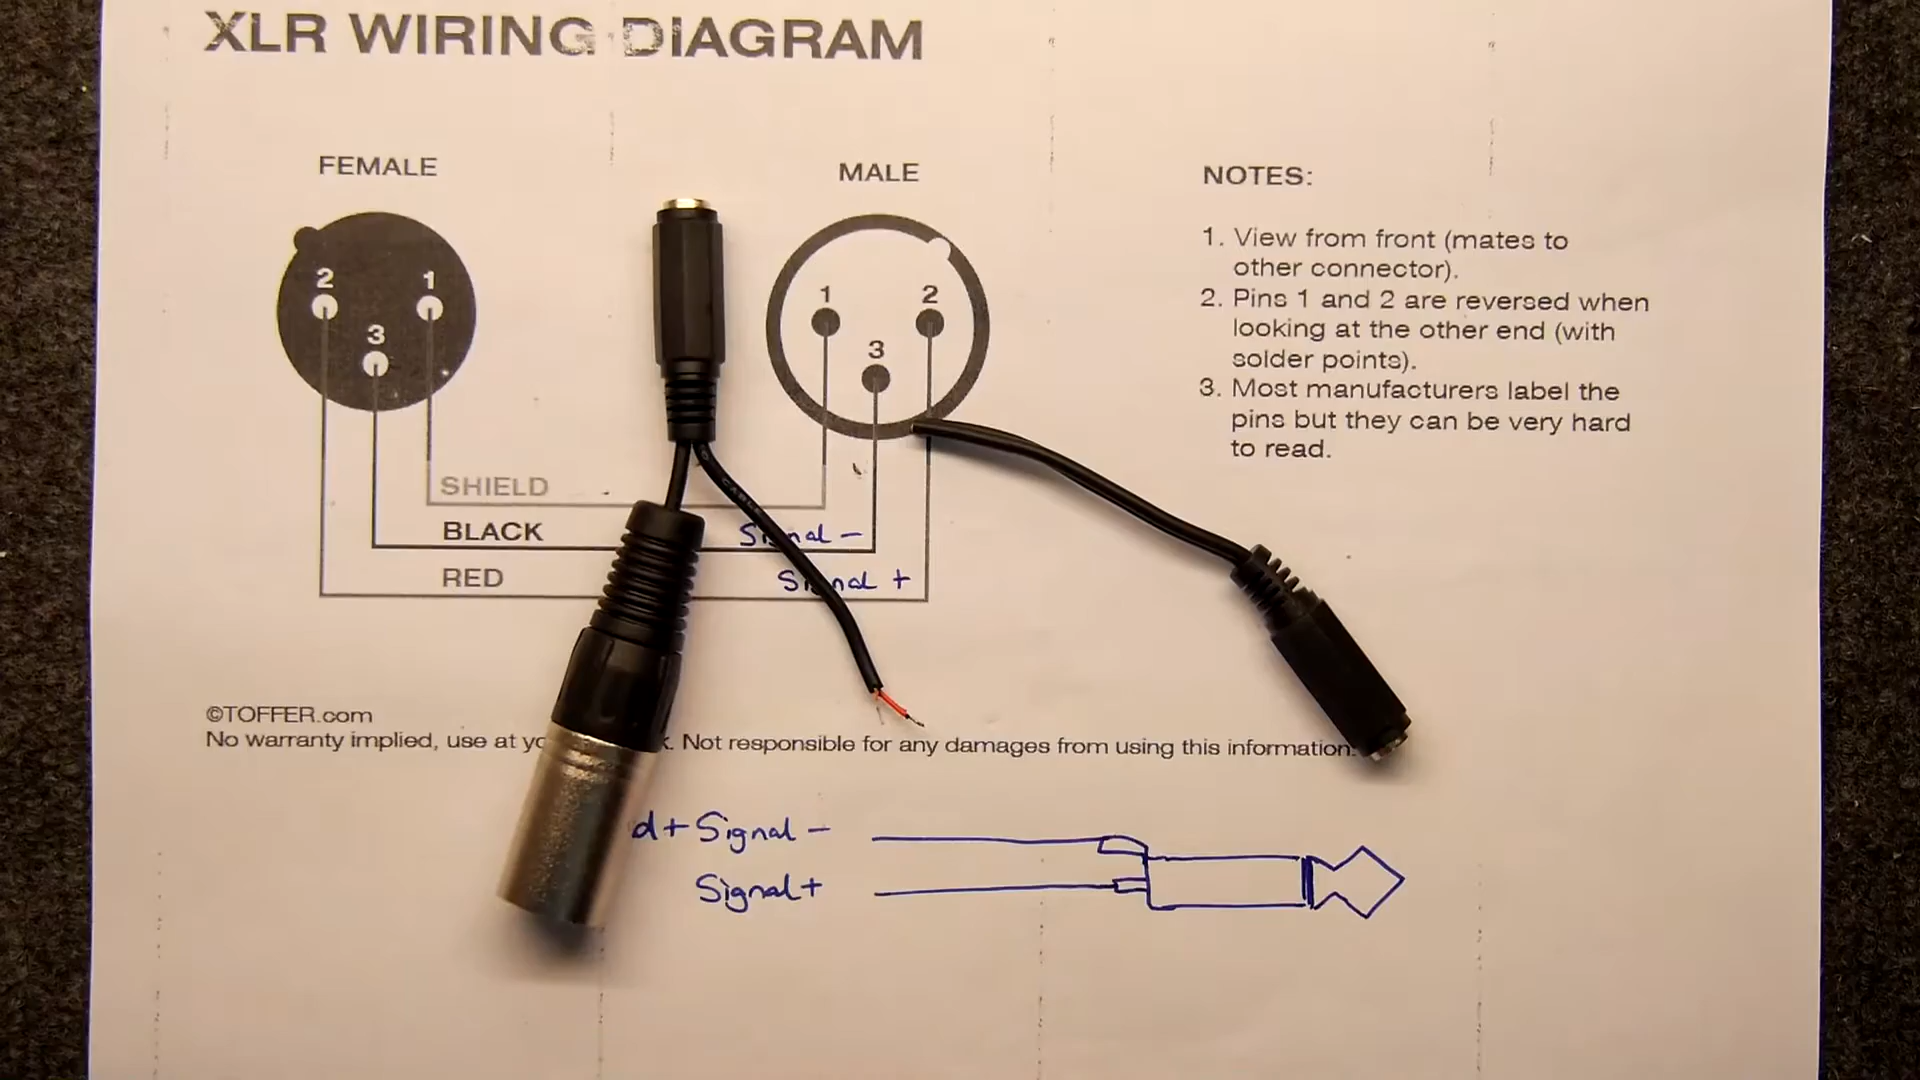 XLR WIRING DIAGRAM
FEMALE
MALE
2 1
3
1 2
3
SHIELD
BLACK
RED
Signal -
Signal +
NOTES:
1. View from front (mates to
other connector).
2. Pins 1 and 2 are reversed when
looking at the other end (with
solder points).
3. Most manufacturers label the
pins but they can be very hard
to read.
©TOFFER.com
No warranty implied, use at k. Not responsible for any damages from using this information.
d+Signal -
Signal+